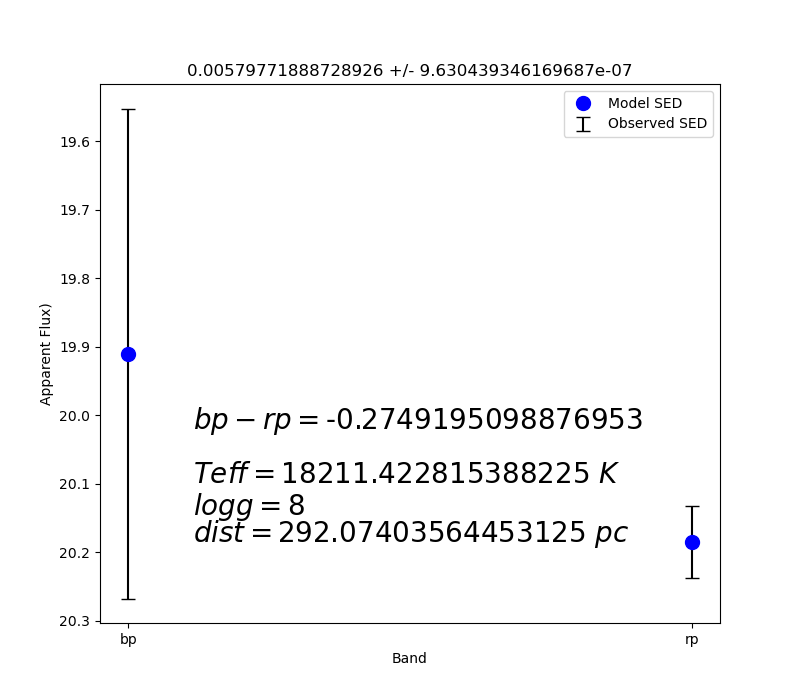 0.00579771888728926 +/- 9.630439346169687e-07
Model SED
Observed SED
19.6
19.7
19.8
19.9
20.0
20.1
20.2
20.3
Apparent Flux)
bp − rp = -0.2749195098876953
Teff = 18211.422815388225 K
logg = 8
dist = 292.07403564453125 pc
bp
rp
Band